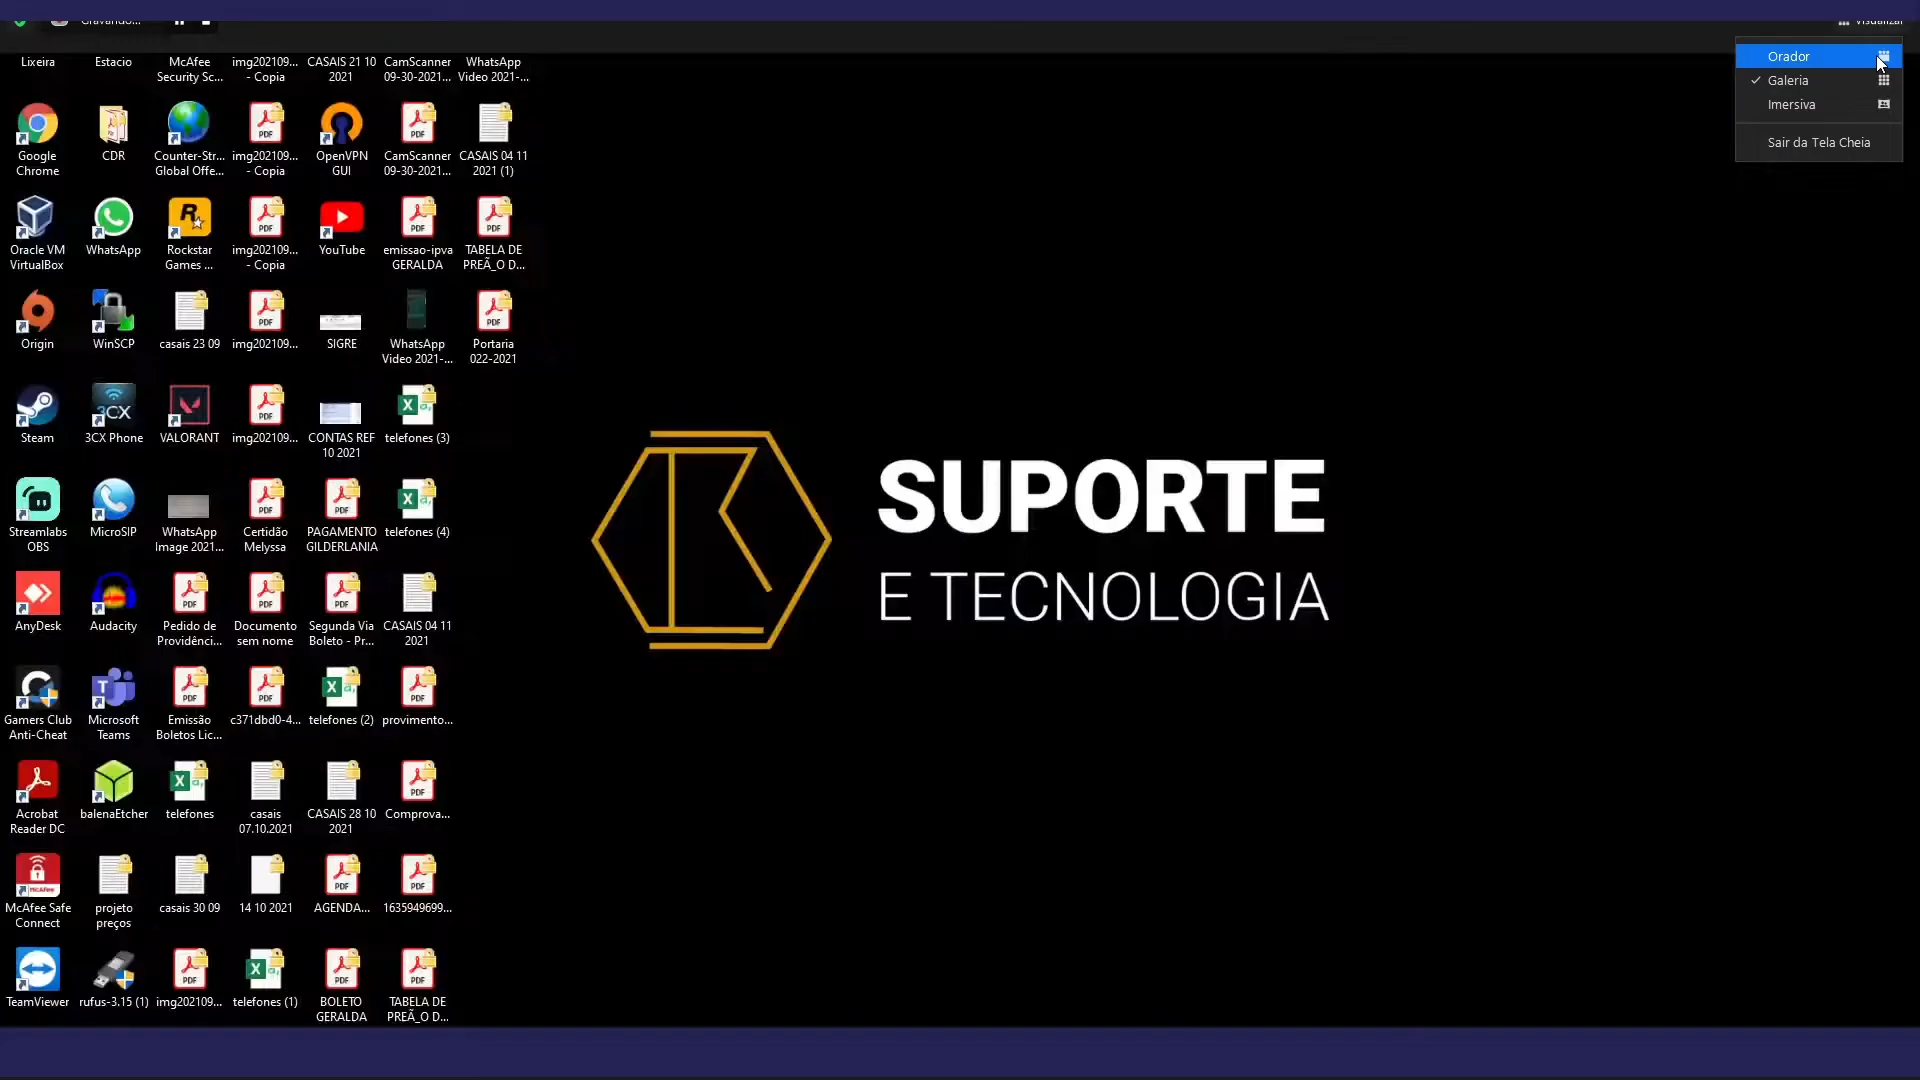 Gravando...
Visualizar
Orador
Galeria
Imersiva
Sair da Tela Cheia
Lixeira
Estacio
McAfee
Security Sc...
img202109...
- Copia
CASAIS 21 10
2021
CamScanner
09-30-2021...
WhatsApp
Video 2021-...
Google
Chrome
CDR
Counter-Str...
Global Offe...
img202109...
- Copia
OpenVPN
GUI
CamScanner
09-30-2021...
CASAIS 04 11
2021 (1)
Oracle VM
VirtualBox
WhatsApp
Rockstar
Games ...
img202109...
- Copia
YouTube
emissao-ipva
GERALDA
TABELA DE
PREÃ_O D...
Origin
WinSCP
casais 23 09
img202109...
SIGRE
WhatsApp
Video 2021-...
Portaria
022-2021
Steam
3CX
3CX Phone
VALORANT
img202109...
CONTAS REF
10 2021
telefones (3)
Streamlabs
OBS
MicroSIP
WhatsApp
Image 2021...
Certidão
Melyssa
PAGAMENTO
GILDERLANIA
telefones (4)
AnyDesk
Audacity
Pedido de
Providênci...
Documento
sem nome
Segunda Via
Boleto - Pr...
CASAIS 04 11
2021
Gamers Club
Anti-Cheat
Microsoft
Teams
Emissão
Boletos Lic...
c371dbd0-4...
telefones (2)
provimento...
Acrobat
Reader DC
balenaEtcher
telefones
casais
07.10.2021
CASAIS 28 10
2021
Comprova...
McAfee Safe
Connect
projeto
preços
casais 30 09
14 10 2021
AGENDA...
1635949699...
TeamViewer
rufus-3.15 (1)
img202109...
telefones (1)
BOLETO
GERALDA
TABELA DE
PREÃ_O D...
SUPORTE
E TECNOLOGIA